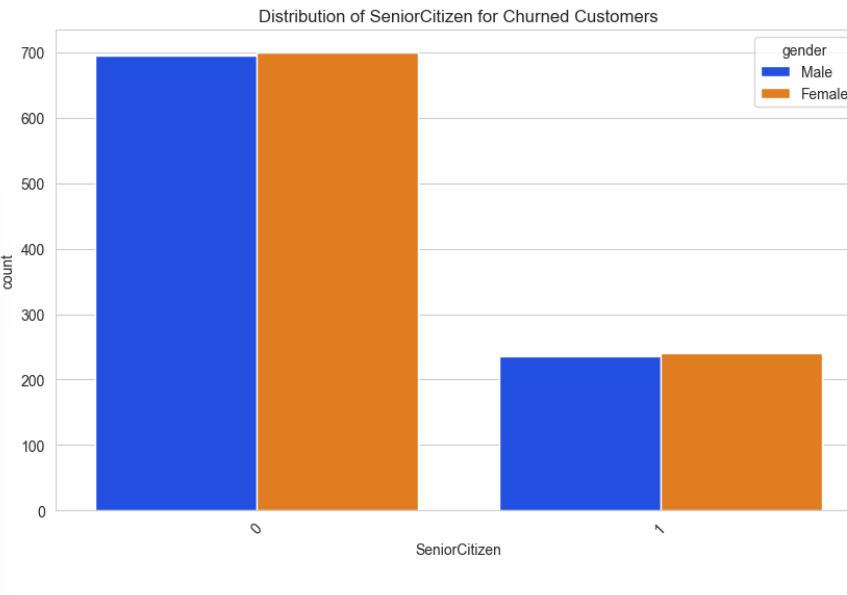 Distribution of SeniorCitizen for Churned Customers
gender
Male
Female
700
600
500
400
300
200
100
0
count
0
1
SeniorCitizen